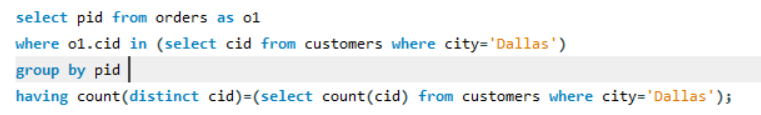 select pid from orders as o1
where o1.cid in (select cid from customers where city='Dallas')
group by pid
having count(distinct cid)=(select count(cid) from customers where city='Dallas');